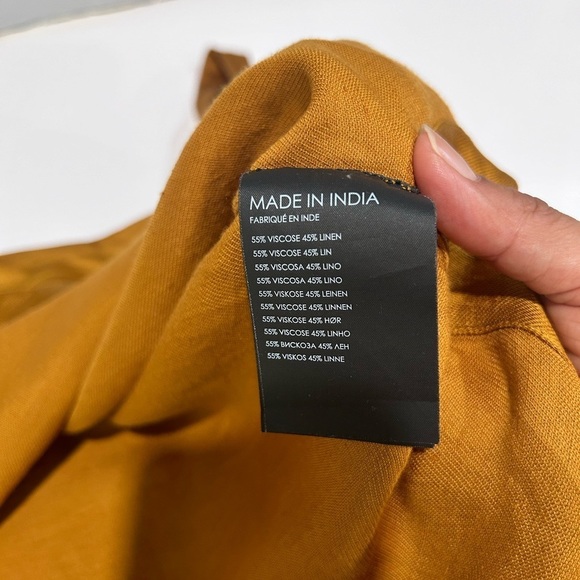 MADE IN INDIA
FABRIQUÉ EN INDE
55% VISCOSE 45% LINEN
55% VISCOSE 45% LIN
55% VISCOSA 45% LINO
55% VISCOSA 45% LINO
55% VISKOSE 45% LEINEN
55% VISCOSE 45% LINNEN
55% VISCOSE 45% HØR
55% VISCOSE 45% LINHO
55% ВИСКОЗА 45% ЛЕН
55% VISKOS 45% LINNE